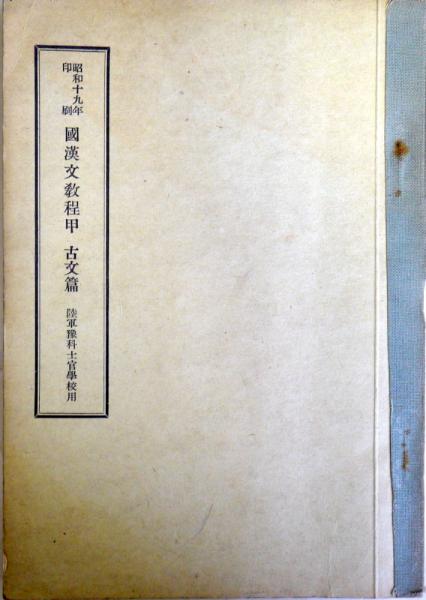 昭和十九年
印刷
國漢文敎程甲 古文篇
陸軍豫科士官學校用